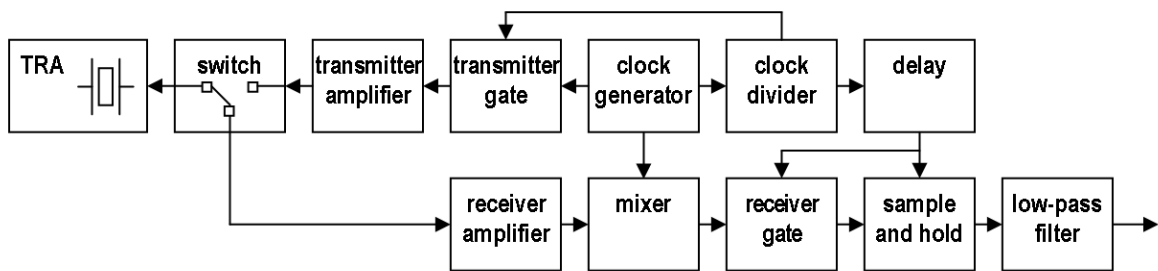 TRA
switch
transmitter
amplifier
transmitter
gate
clock
generator
clock
divider
delay
receiver
amplifier
mixer
receiver
gate
sample
and hold
low-pass
filter